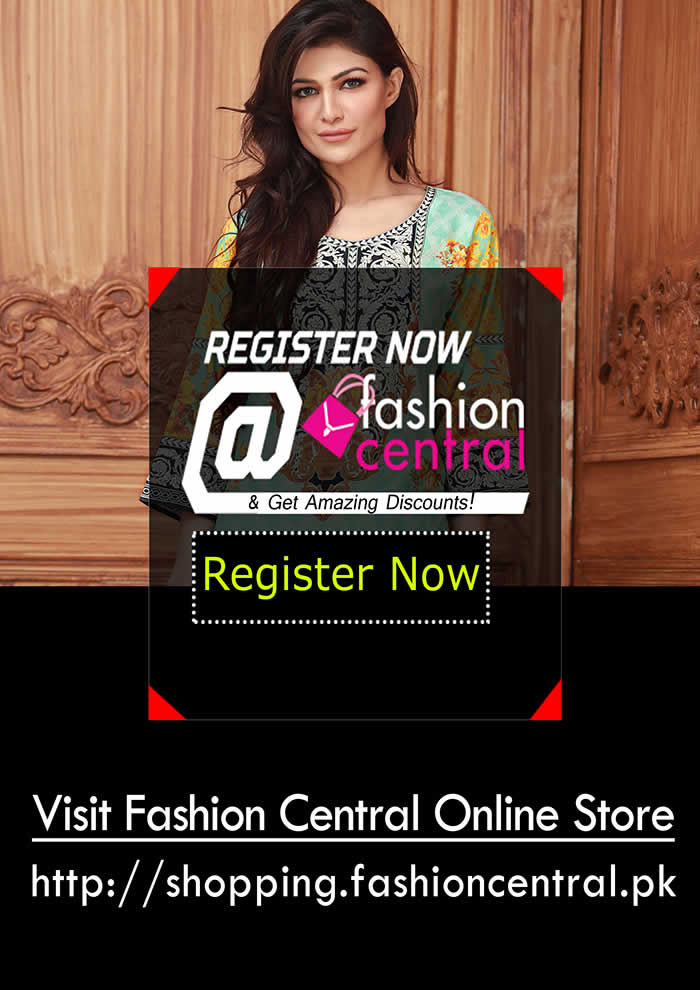 REGISTER NOW
@ fashion
central
& Get Amazing Discounts!
Register Now
Visit Fashion Central Online Store
http://shopping.fashioncentral.pk